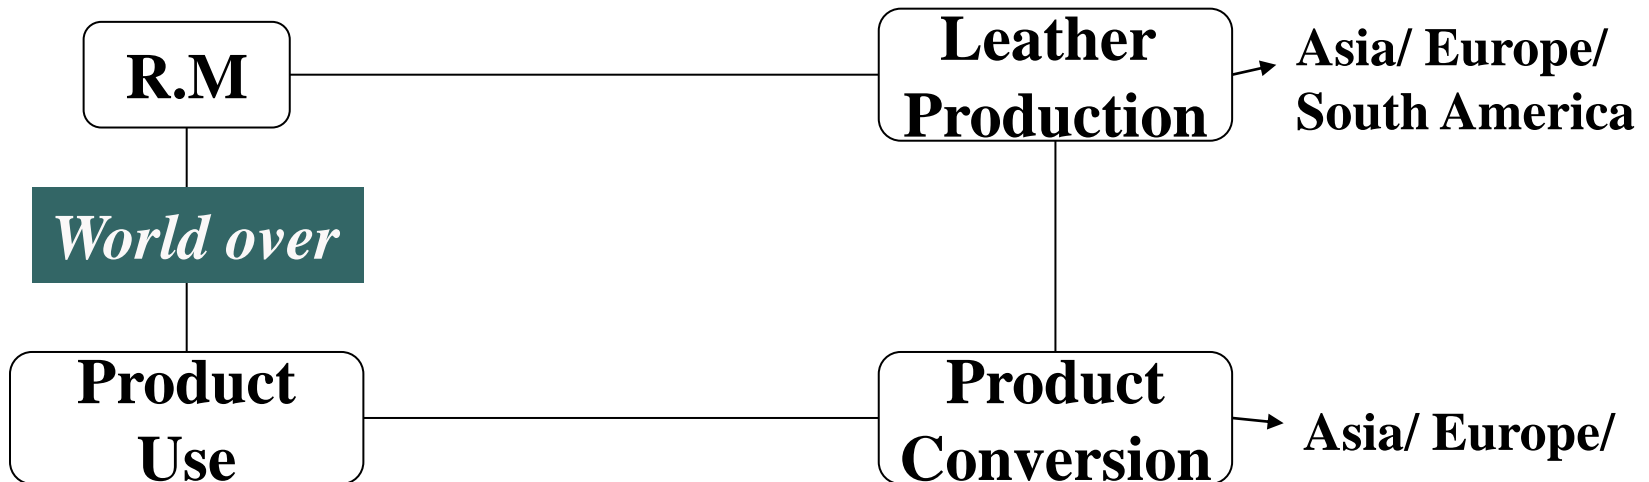 R.M
Leather
Production
Asia/ Europe/
South America
World over
Product
Use
Product
Conversion
Asia/ Europe/